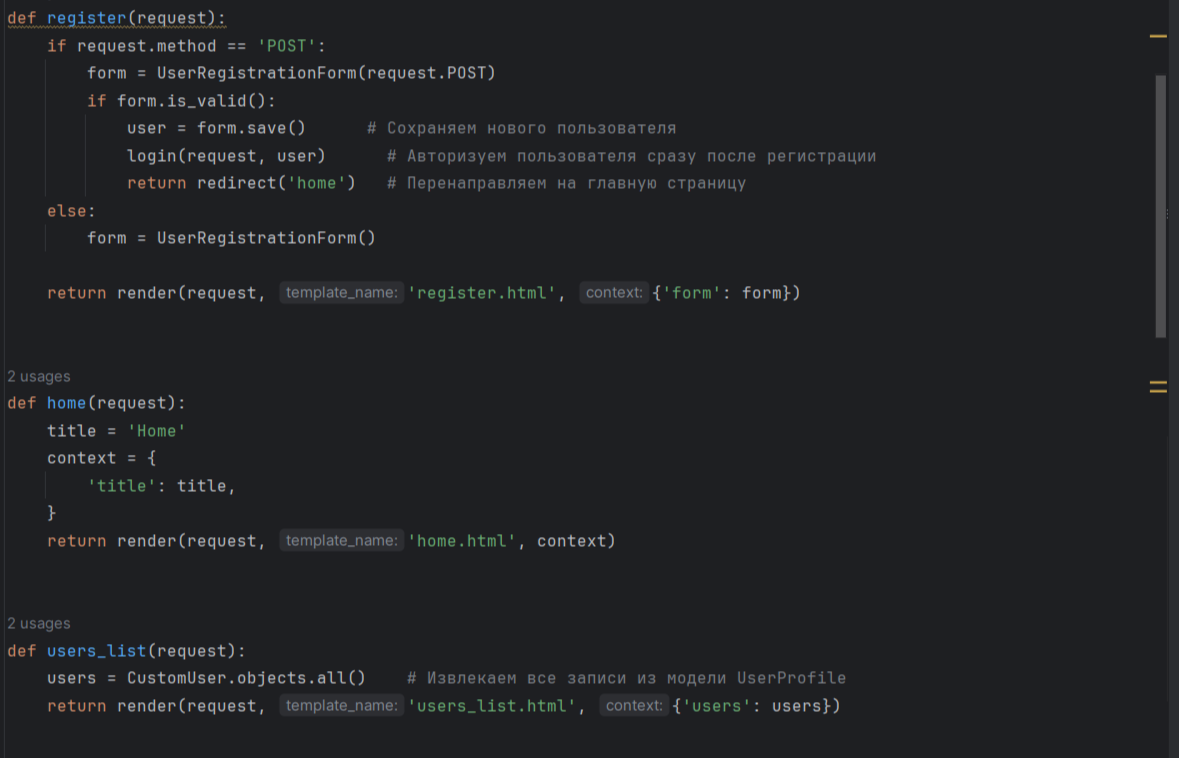 def register(request):
    if request.method == 'POST':
        form = UserRegistrationForm(request.POST)
        if form.is_valid():
            user = form.save()      # Сохраняем нового пользователя
            login(request, user)      # Авторизуем пользователя сразу после регистрации
            return redirect('home')   # Перенаправляем на главную страницу
    else:
        form = UserRegistrationForm()
    return render(request, template_name: 'register.html', context: {'form': form})
2 usages
def home(request):
    title = 'Home'
    context = {
        'title': title,
    }
    return render(request, template_name: 'home.html', context)
2 usages
def users_list(request):
    users = CustomUser.objects.all()    # Извлекаем все записи из модели UserProfile
    return render(request, template_name: 'users_list.html', context: {'users': users})